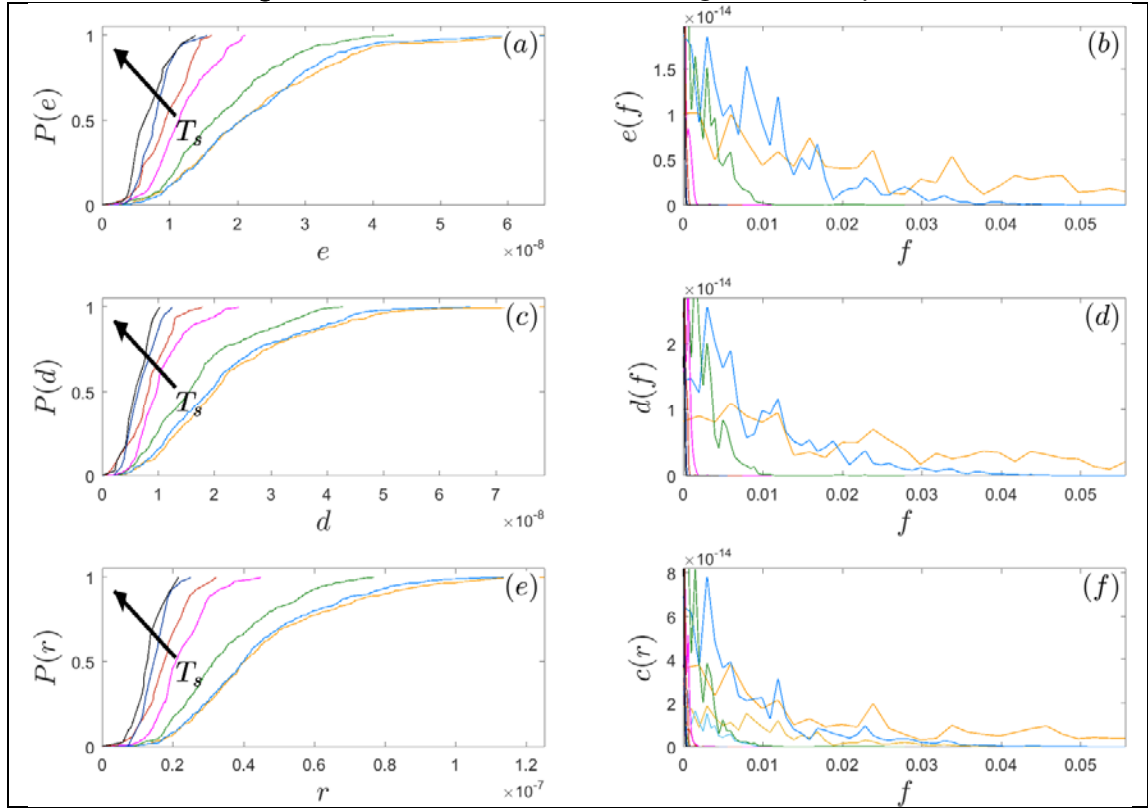 (a)
P(e)
1
0.5
0
T_s
0 1 2 3 4 5 6
×10^-8
e
×10^-14
(b)
e(f)
1.5
1
0.5
0
0 0.01 0.02 0.03 0.04 0.05
f
(c)
P(d)
1
0.5
0
T_s
0 1 2 3 4 5 6 7
×10^-8
d
×10^-14
(d)
d(f)
2
1
0
0 0.01 0.02 0.03 0.04 0.05
f
(e)
P(r)
1
0.5
0
T_s
0 0.2 0.4 0.6 0.8 1 1.2
×10^-7
r
8 ×10^-14
(f)
c(r)
6
4
2
0
0 0.01 0.02 0.03 0.04 0.05
f